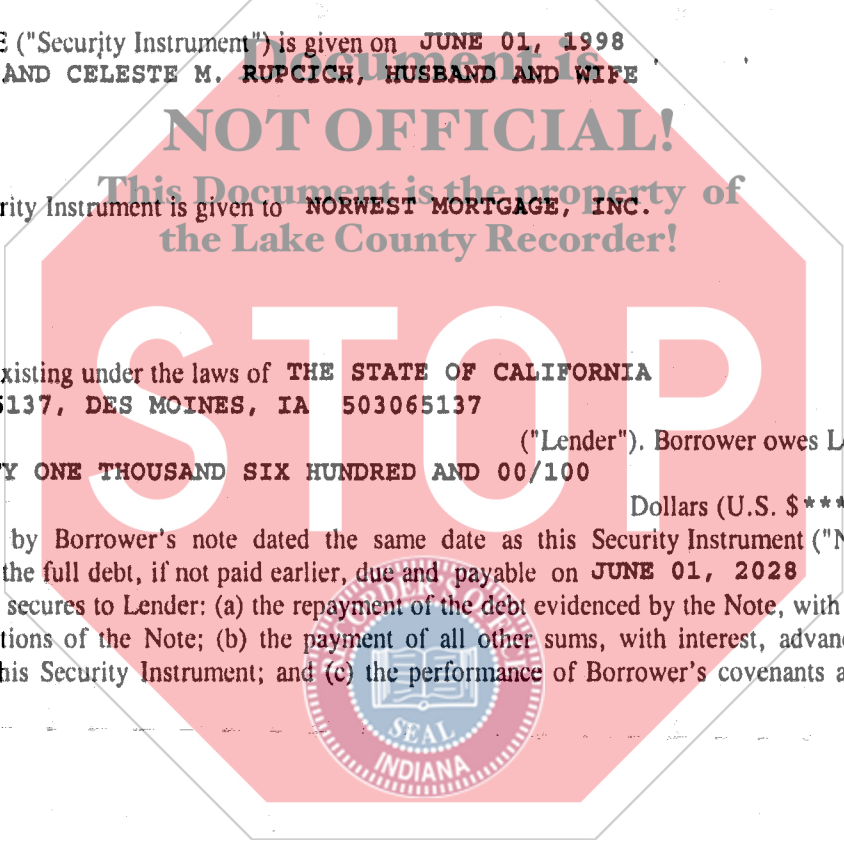 E ("Security Instrument") is given on JUNE 01, 1998
Document is
AND CELESTE M. RUPCICH, HUSBAND AND WIFE
NOT OFFICIAL!
This Document is the property of
rity Instrument is given to NORWEST MORTGAGE, INC.
the Lake County Recorder!
STOP
xisting under the laws of THE STATE OF CALIFORNIA
5137, DES MOINES, IA 503065137
("Lender"). Borrower owes L
TY ONE THOUSAND SIX HUNDRED AND 00/100
Dollars (U.S. $***
by Borrower's note dated the same date as this Security Instrument ("N
the full debt, if not paid earlier, due and payable on JUNE 01, 2028
secures to Lender: (a) the repayment of the debt evidenced by the Note, with
tions of the Note; (b) the payment of all other sums, with interest, advanc
his Security Instrument; and (c) the performance of Borrower's covenants a
SEAL
INDIANA